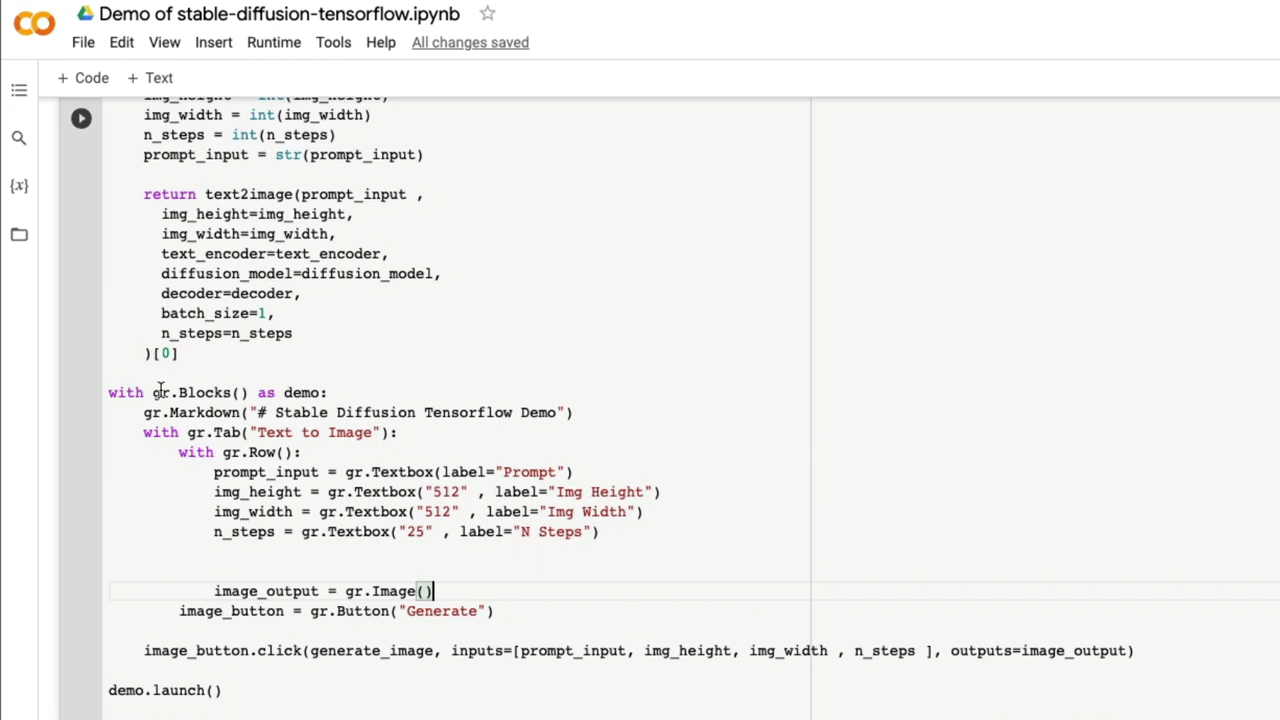 Demo of stable-diffusion-tensorflow.ipynb
File Edit View Insert Runtime Tools Help All changes saved
+ Code + Text
img_height = int(img_height)
img_width = int(img_width)
n_steps = int(n_steps)
prompt_input = str(prompt_input)
return text2image(prompt_input ,
img_height=img_height,
img_width=img_width,
text_encoder=text_encoder,
diffusion_model=diffusion_model,
decoder=decoder,
batch_size=1,
n_steps=n_steps
)[0]
with gr.Blocks() as demo:
gr.Markdown("# Stable Diffusion Tensorflow Demo")
with gr.Tab("Text to Image"):
with gr.Row():
prompt_input = gr.Textbox(label="Prompt")
img_height = gr.Textbox("512" , label="Img Height")
img_width = gr.Textbox("512" , label="Img Width")
n_steps = gr.Textbox("25" , label="N Steps")
image_output = gr.Image()
image_button = gr.Button("Generate")
image_button.click(generate_image, inputs=[prompt_input, img_height, img_width , n_steps ], outputs=image_output)
demo.launch()
{x}